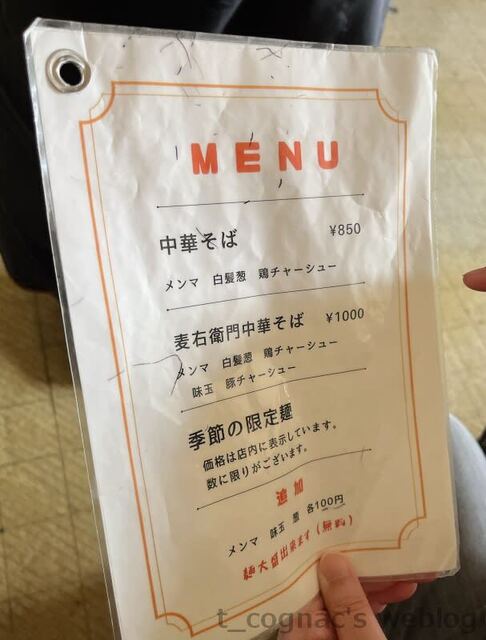 MENU
中華そば ¥850
メンマ 白髪葱 鶏チャーシュー
麦右衛門中華そば ¥1000
メンマ 白髪葱 鶏チャーシュー
味玉 豚チャーシュー
季節の限定麺
価格は店内に表示しています。
数に限りがございます。
追加
メンマ 味玉 葱 各100円
麺大盛出来ます(無料)
t_cognac's weblog